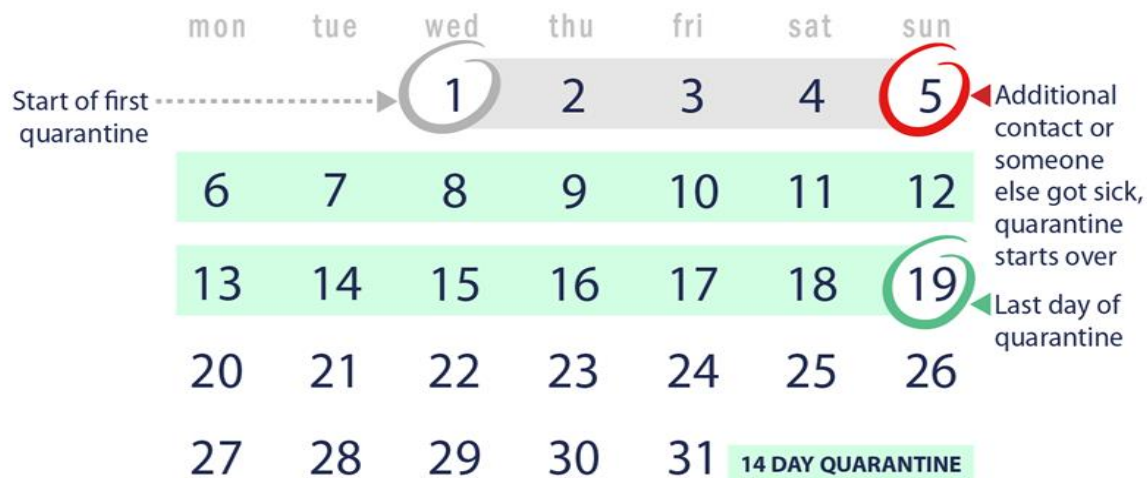 mon tue wed thu fri sat sun
Start of first
quarantine
1 2 3 4 5
Additional
contact or
someone
else got sick,
quarantine
starts over
6 7 8 9 10 11 12
13 14 15 16 17 18 19
Last day of
quarantine
20 21 22 23 24 25 26
27 28 29 30 31
14 DAY QUARANTINE